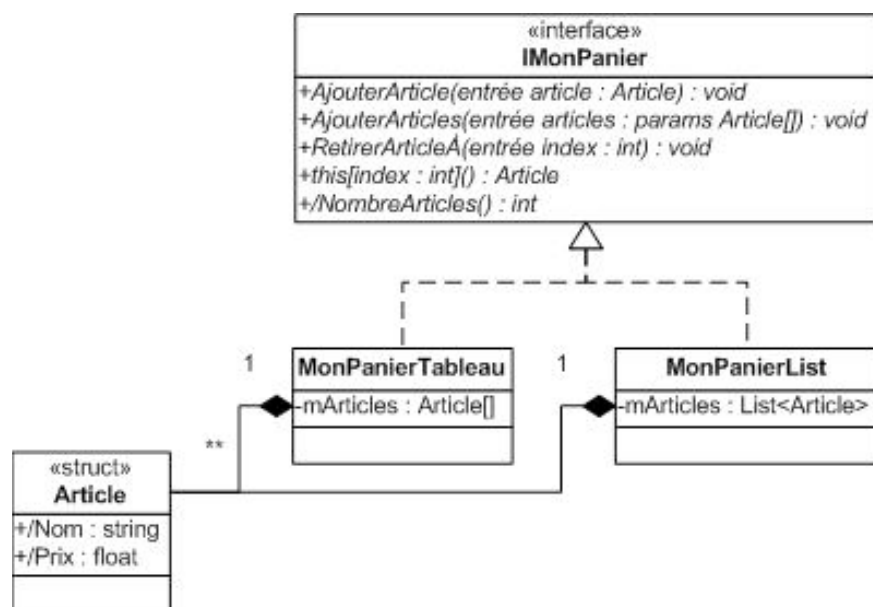 «interface»
IMonPanier
+AjouterArticle(entrée article : Article) : void
+AjouterArticles(entrée articles : params Article[]) : void
+RetirerArticleÀ(entrée index : int) : void
+this[index : int]() : Article
+/NombreArticles() : int
1
MonPanierTableau
-mArticles : Article[]
1
MonPanierList
-mArticles : List<Article>
**
«struct»
Article
+/Nom : string
+/Prix : float